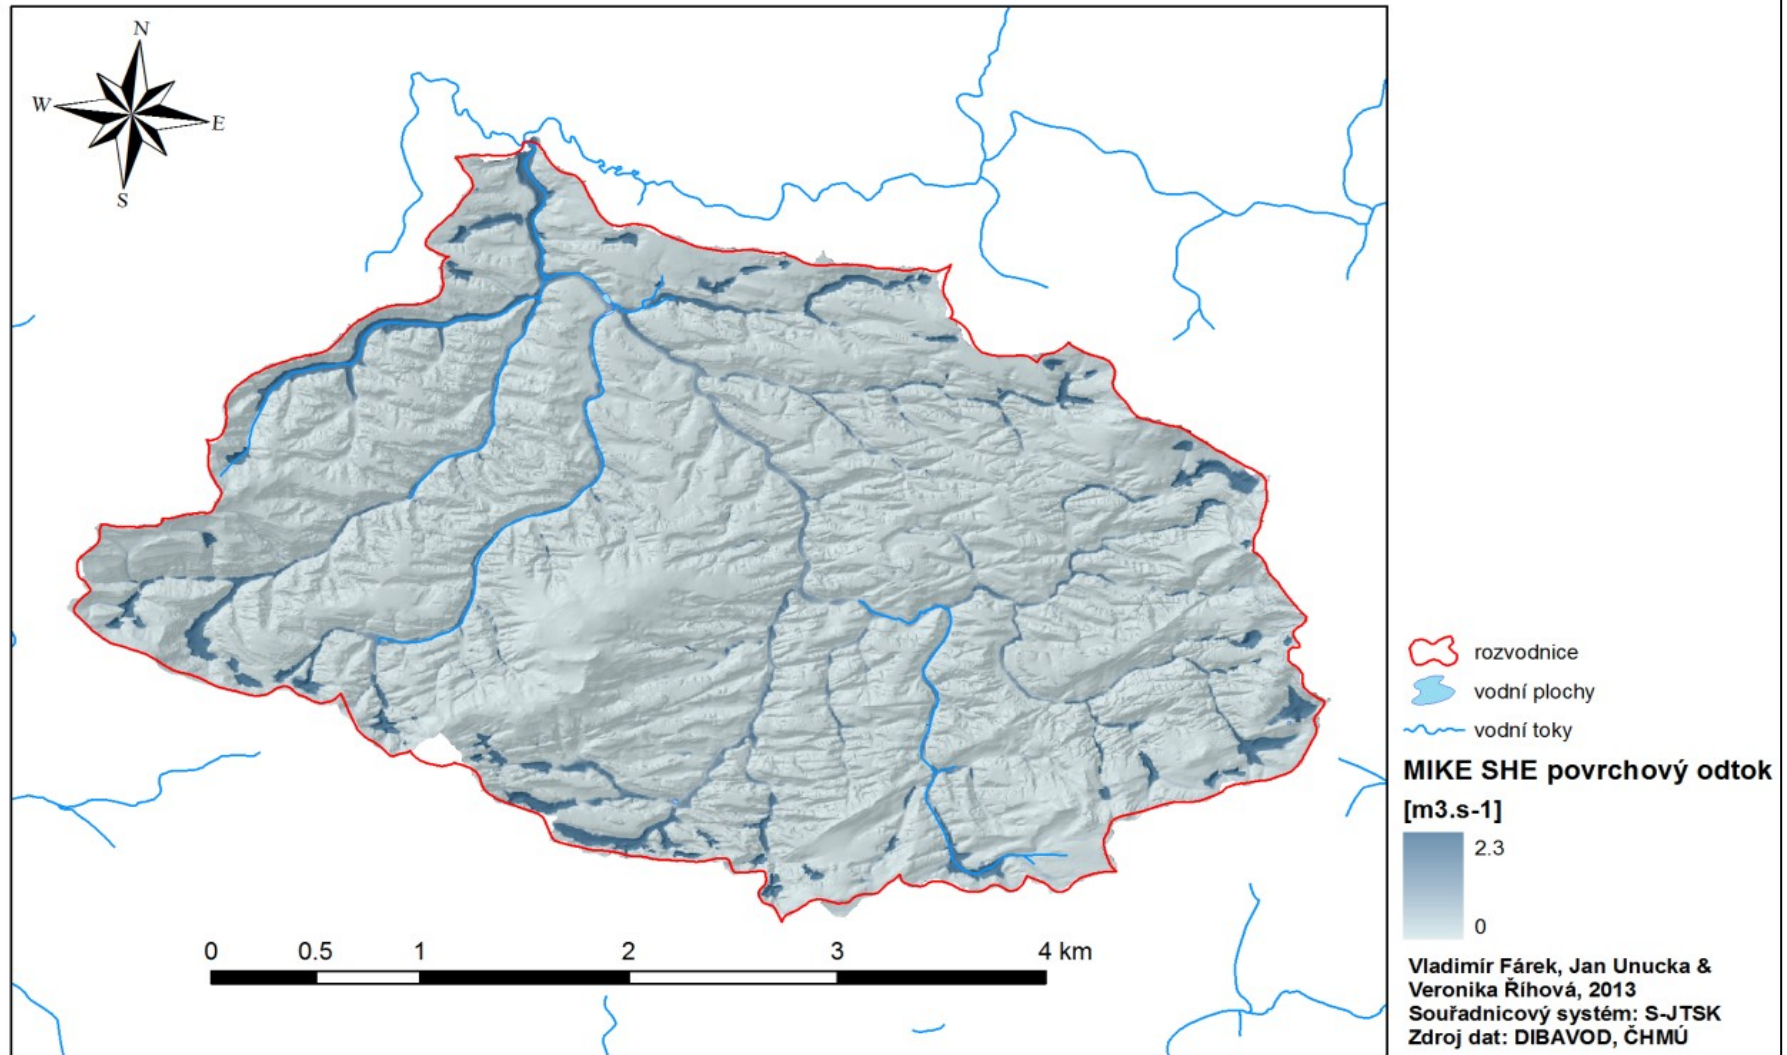 N
W
E
S
rozvodnice
vodní plochy
vodní toky
MIKE SHE povrchový odtok
[m3.s-1]
2.3
0
0 0.5 1 2 3 4 km
Vladimír Fárek, Jan Unucka &
Veronika Říhová, 2013
Souřadnicový systém: S-JTSK
Zdroj dat: DIBAVOD, ČHMÚ